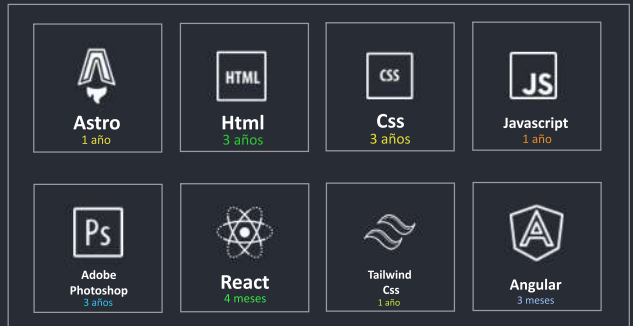 HTML
CSS
JS
Astro
1 año
Html
3 años
Css
3 años
Javascript
1 año
Ps
Adobe
Photoshop
3 años
React
4 meses
Tailwind
Css
1 año
Angular
3 meses